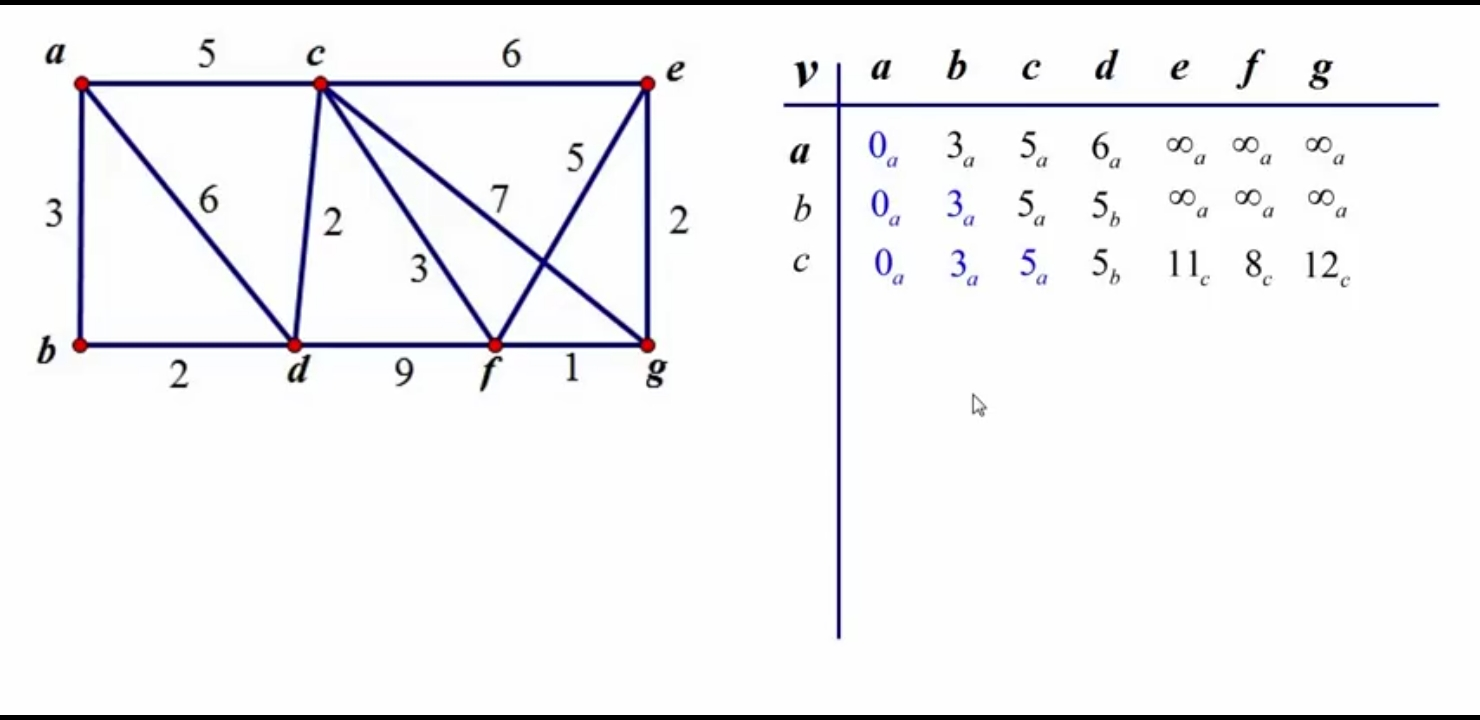 a 5 c 6 e
3 6 2 3 7 5 2
b 2 d 9 f 1 g
v a b c d e f g
a 0a 3a 5a 6a ∞a ∞a ∞a
b 0a 3a 5a 5b ∞a ∞a ∞a
c 0a 3a 5a 5b 11c 8c 12c